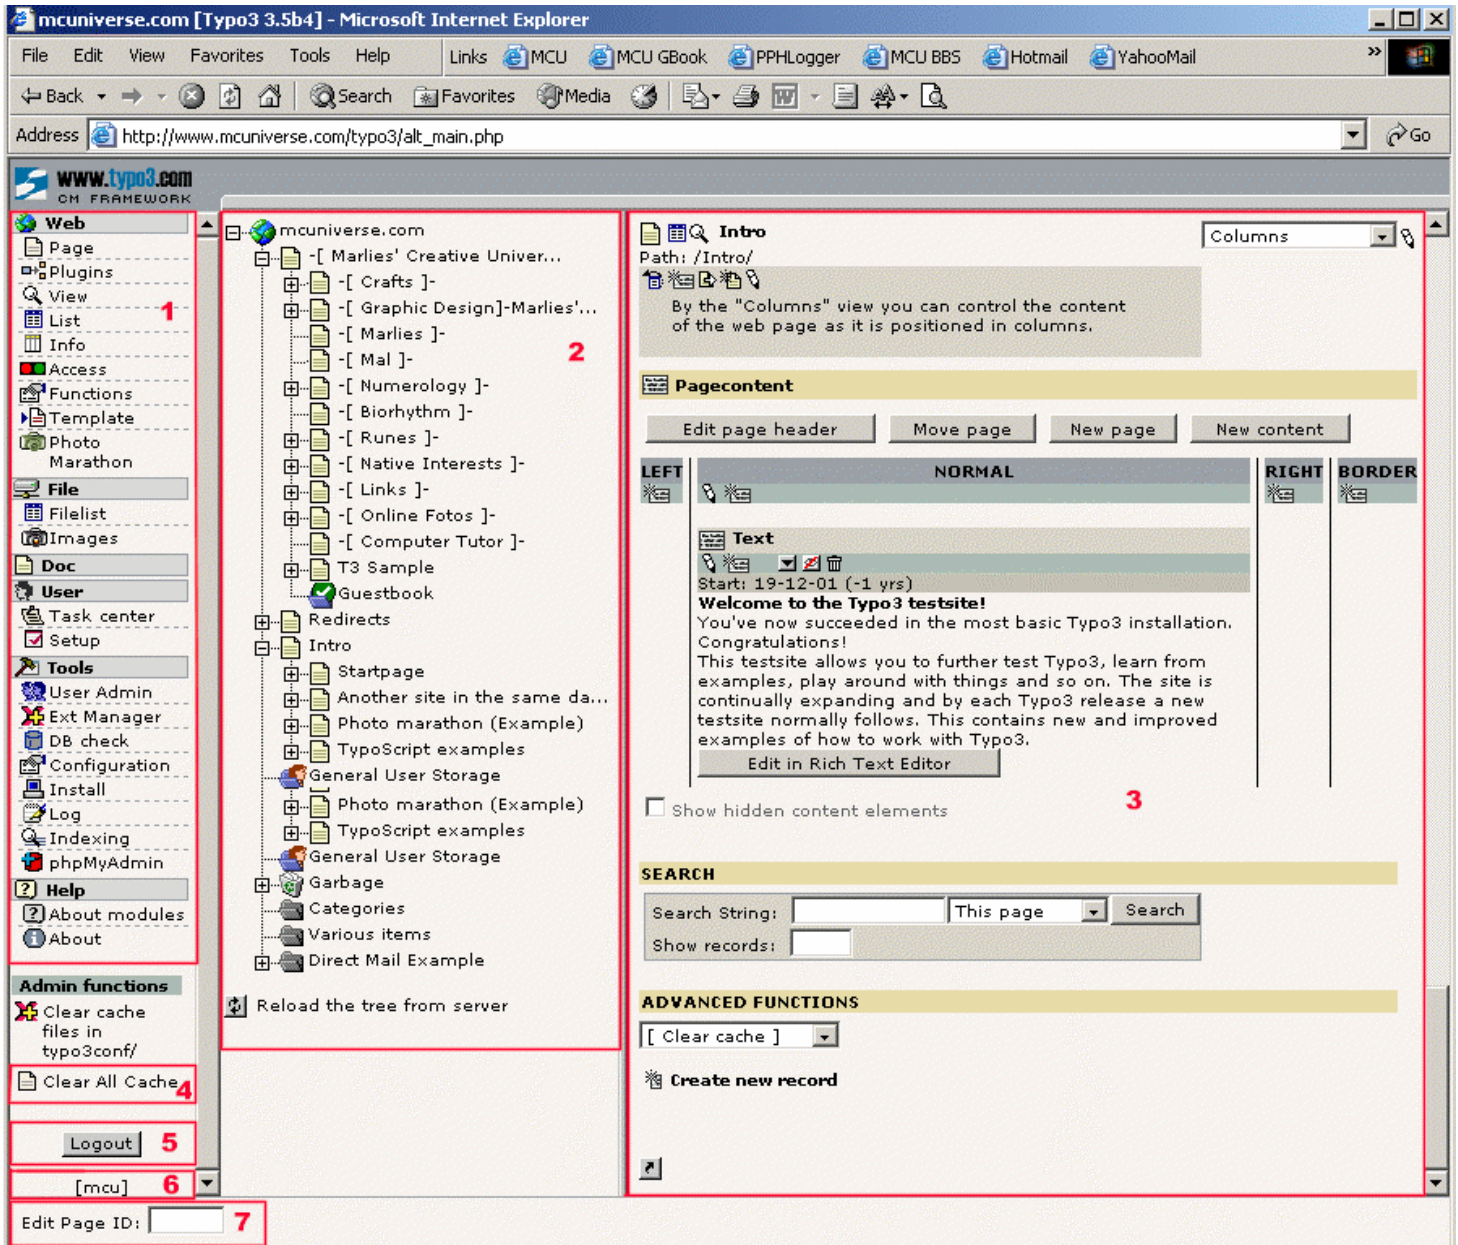 mcuniverse.com [Typo3 3.5b4] - Microsoft Internet Explorer
File Edit View Favorites Tools Help Links MCU MCU GBook PPHLogger MCU BBS Hotmail YahooMail »
Back Search Favorites Media
Address http://www.mcuniverse.com/typo3/alt_main.php Go
www.typo3.com
CM FRAMEWORK
Web
Page
Plugins
View
List
Info
Access
Functions
Template
Photo
Marathon
File
Filelist
Images
Doc
User
Task center
Setup
Tools
User Admin
Ext Manager
DB check
Configuration
Install
Log
Indexing
phpMyAdmin
Help
About modules
About
1
Admin functions
Clear cache
files in
typo3conf/
Clear All Cache
4
Logout 5
[mcu] 6
Edit Page ID: 7
mcuniverse.com
-[ Marlies' Creative Univer...
-[ Crafts ]-
-[ Graphic Design]-Marlies'...
-[ Marlies ]-
2
-[ Mal ]-
-[ Numerology ]-
-[ Biorhythm ]-
-[ Runes ]-
-[ Native Interests ]-
-[ Links ]-
-[ Online Fotos ]-
-[ Computer Tutor ]-
T3 Sample
Guestbook
Redirects
Intro
Startpage
Another site in the same da...
Photo marathon (Example)
TypoScript examples
General User Storage
Photo marathon (Example)
TypoScript examples
General User Storage
Garbage
Categories
Various items
Direct Mail Example
Reload the tree from server
Intro Columns
Path: /Intro/
By the "Columns" view you can control the content
of the web page as it is positioned in columns.
Pagecontent
Edit page header Move page New page New content
LEFT NORMAL RIGHT BORDER
Text
Start: 19-12-01 (-1 yrs)
Welcome to the Typo3 testsite!
You've now succeeded in the most basic Typo3 installation.
Congratulations!
This testsite allows you to further test Typo3, learn from
examples, play around with things and so on. The site is
continually expanding and by each Typo3 release a new
testsite normally follows. This contains new and improved
examples of how to work with Typo3.
Edit in Rich Text Editor
3
Show hidden content elements
SEARCH
Search String: This page Search
Show records:
ADVANCED FUNCTIONS
[ Clear cache ]
Create new record